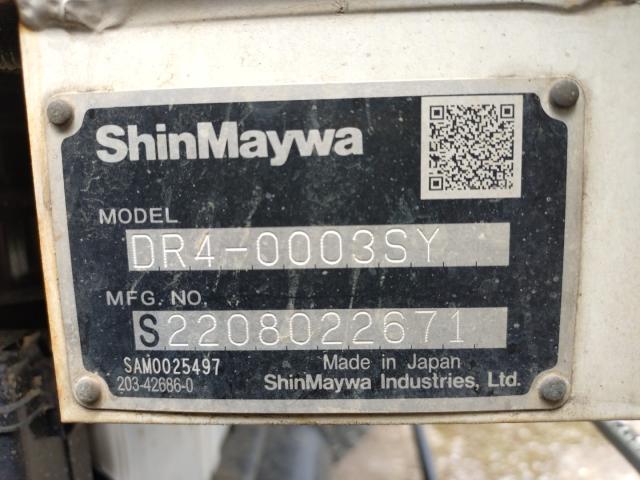 ShinMaywa
MODEL
DR4-0003SY
MFG. NO.
S2208022671
SAM0025497
203-42686-0
Made in Japan
ShinMaywa Industries, Ltd.